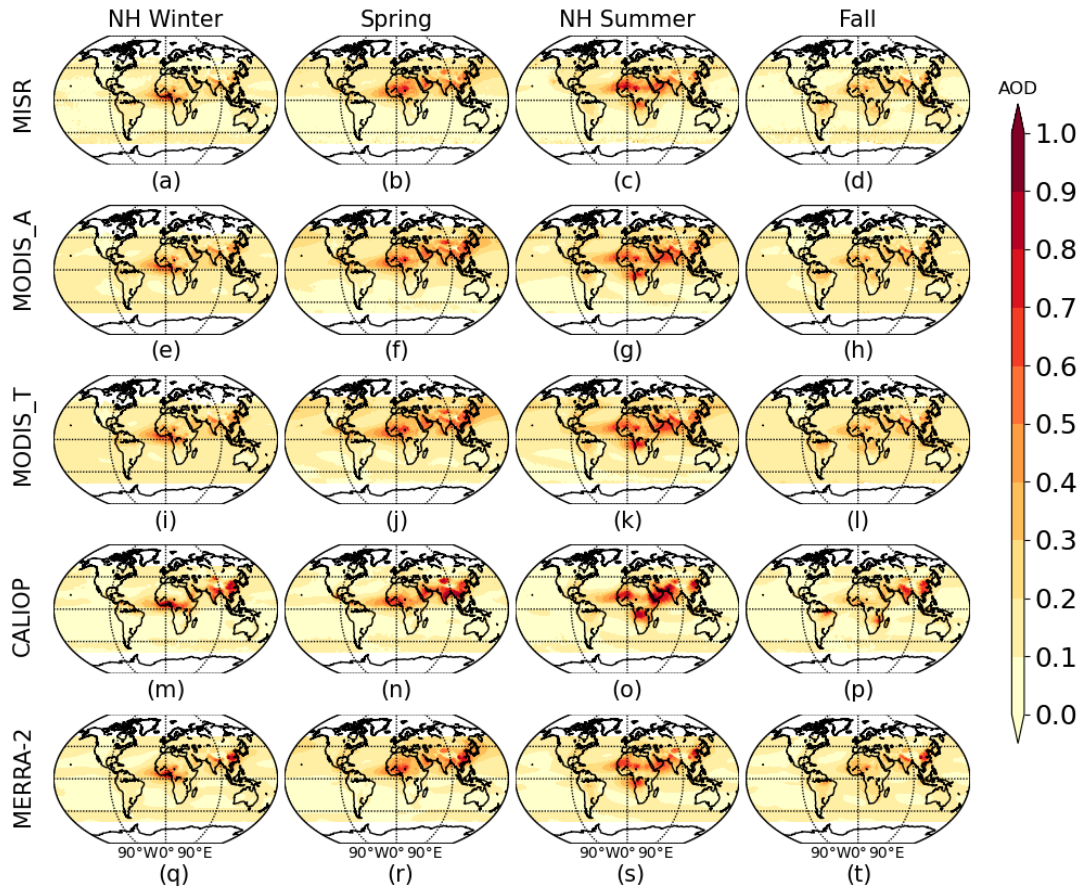 NH Winter Spring NH Summer Fall
AOD
MISR
(a) (b) (c) (d)
MODIS_A
(e) (f) (g) (h)
MODIS_T
(i) (j) (k) (l)
CALIOP
(m) (n) (o) (p)
MERRA-2
90°W0°90°E 90°W0°90°E 90°W0°90°E 90°W0°90°E
(q) (r) (s) (t)
1.0
0.9
0.8
0.7
0.6
0.5
0.4
0.3
0.2
0.1
0.0